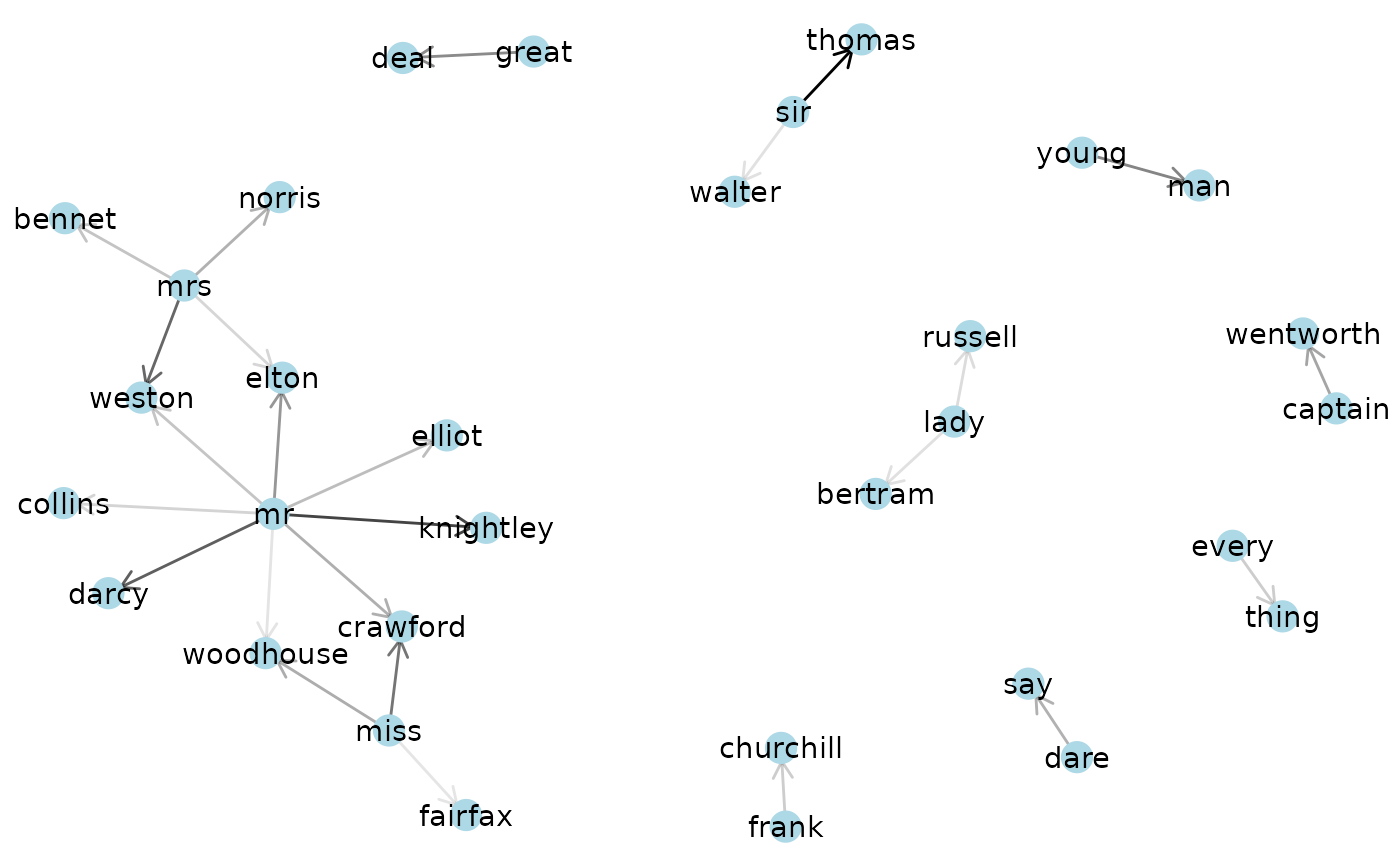 thomas
deal
great
sir
young
man
walter
norris
bennet
mrs
russell
wentworth
elton
weston
captain
lady
elliot
bertram
collins
mr
knightley
every
darcy
thing
crawford
woodhouse
say
miss
churchill
dare
fairfax
frank